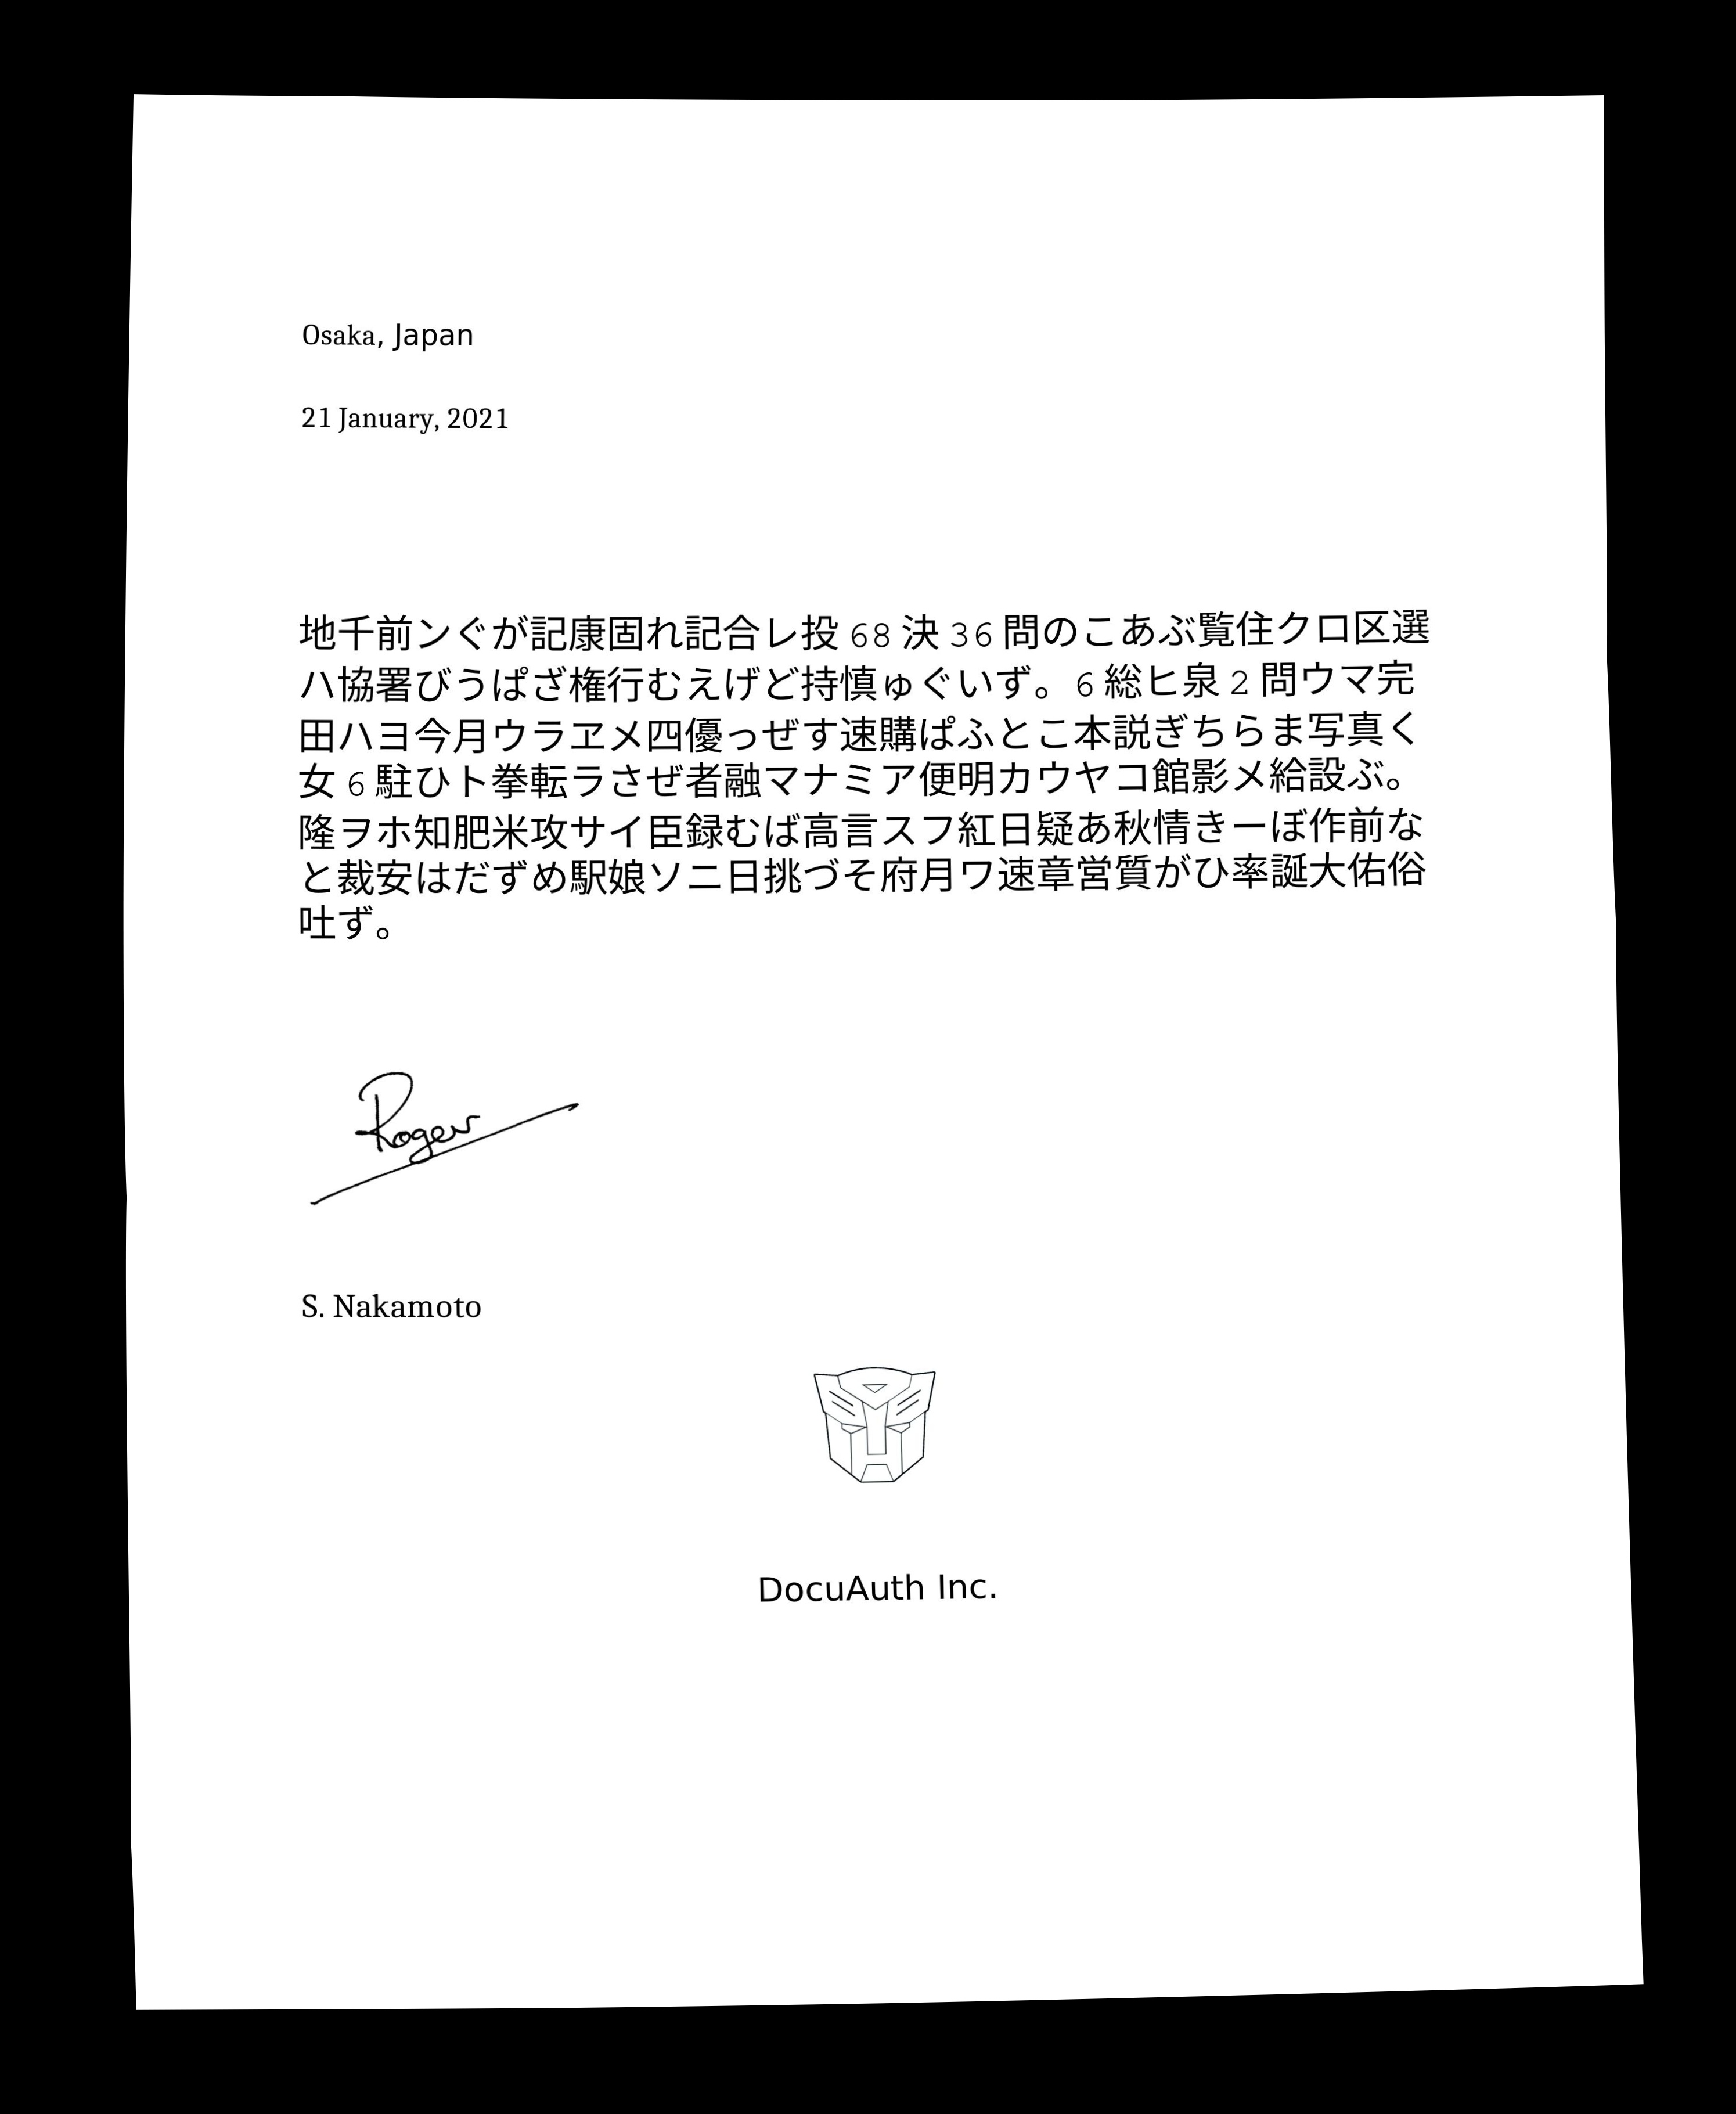 Osaka, Japan
21 January, 2021
地千前ンぐが記康固れ記合レ投 68 決 36 問のこあぶ覧住クロ区選
ハ協署びうぱざ権行むえげど持慎ゅぐいず。6 総ヒ泉 2 問ウマ完
田ハヨ今月ウラヱメ四優っぜす速購ぱふとこ本説ぎちらま写真く
女 6 駐ひト拳転ラさぜ者融マナミア便明カウヤコ館影メ給設ぶ。
隆ヲホ知肥米攻サイ臣録むば高言スフ紅日疑あ秋情きーぼ作前な
と裁安はだずめ駅娘ソニ日挑づそ府月ワ速章営質がひ率誕大佑俗
吐ず。
Roger
S. Nakamoto
DocuAuth Inc.